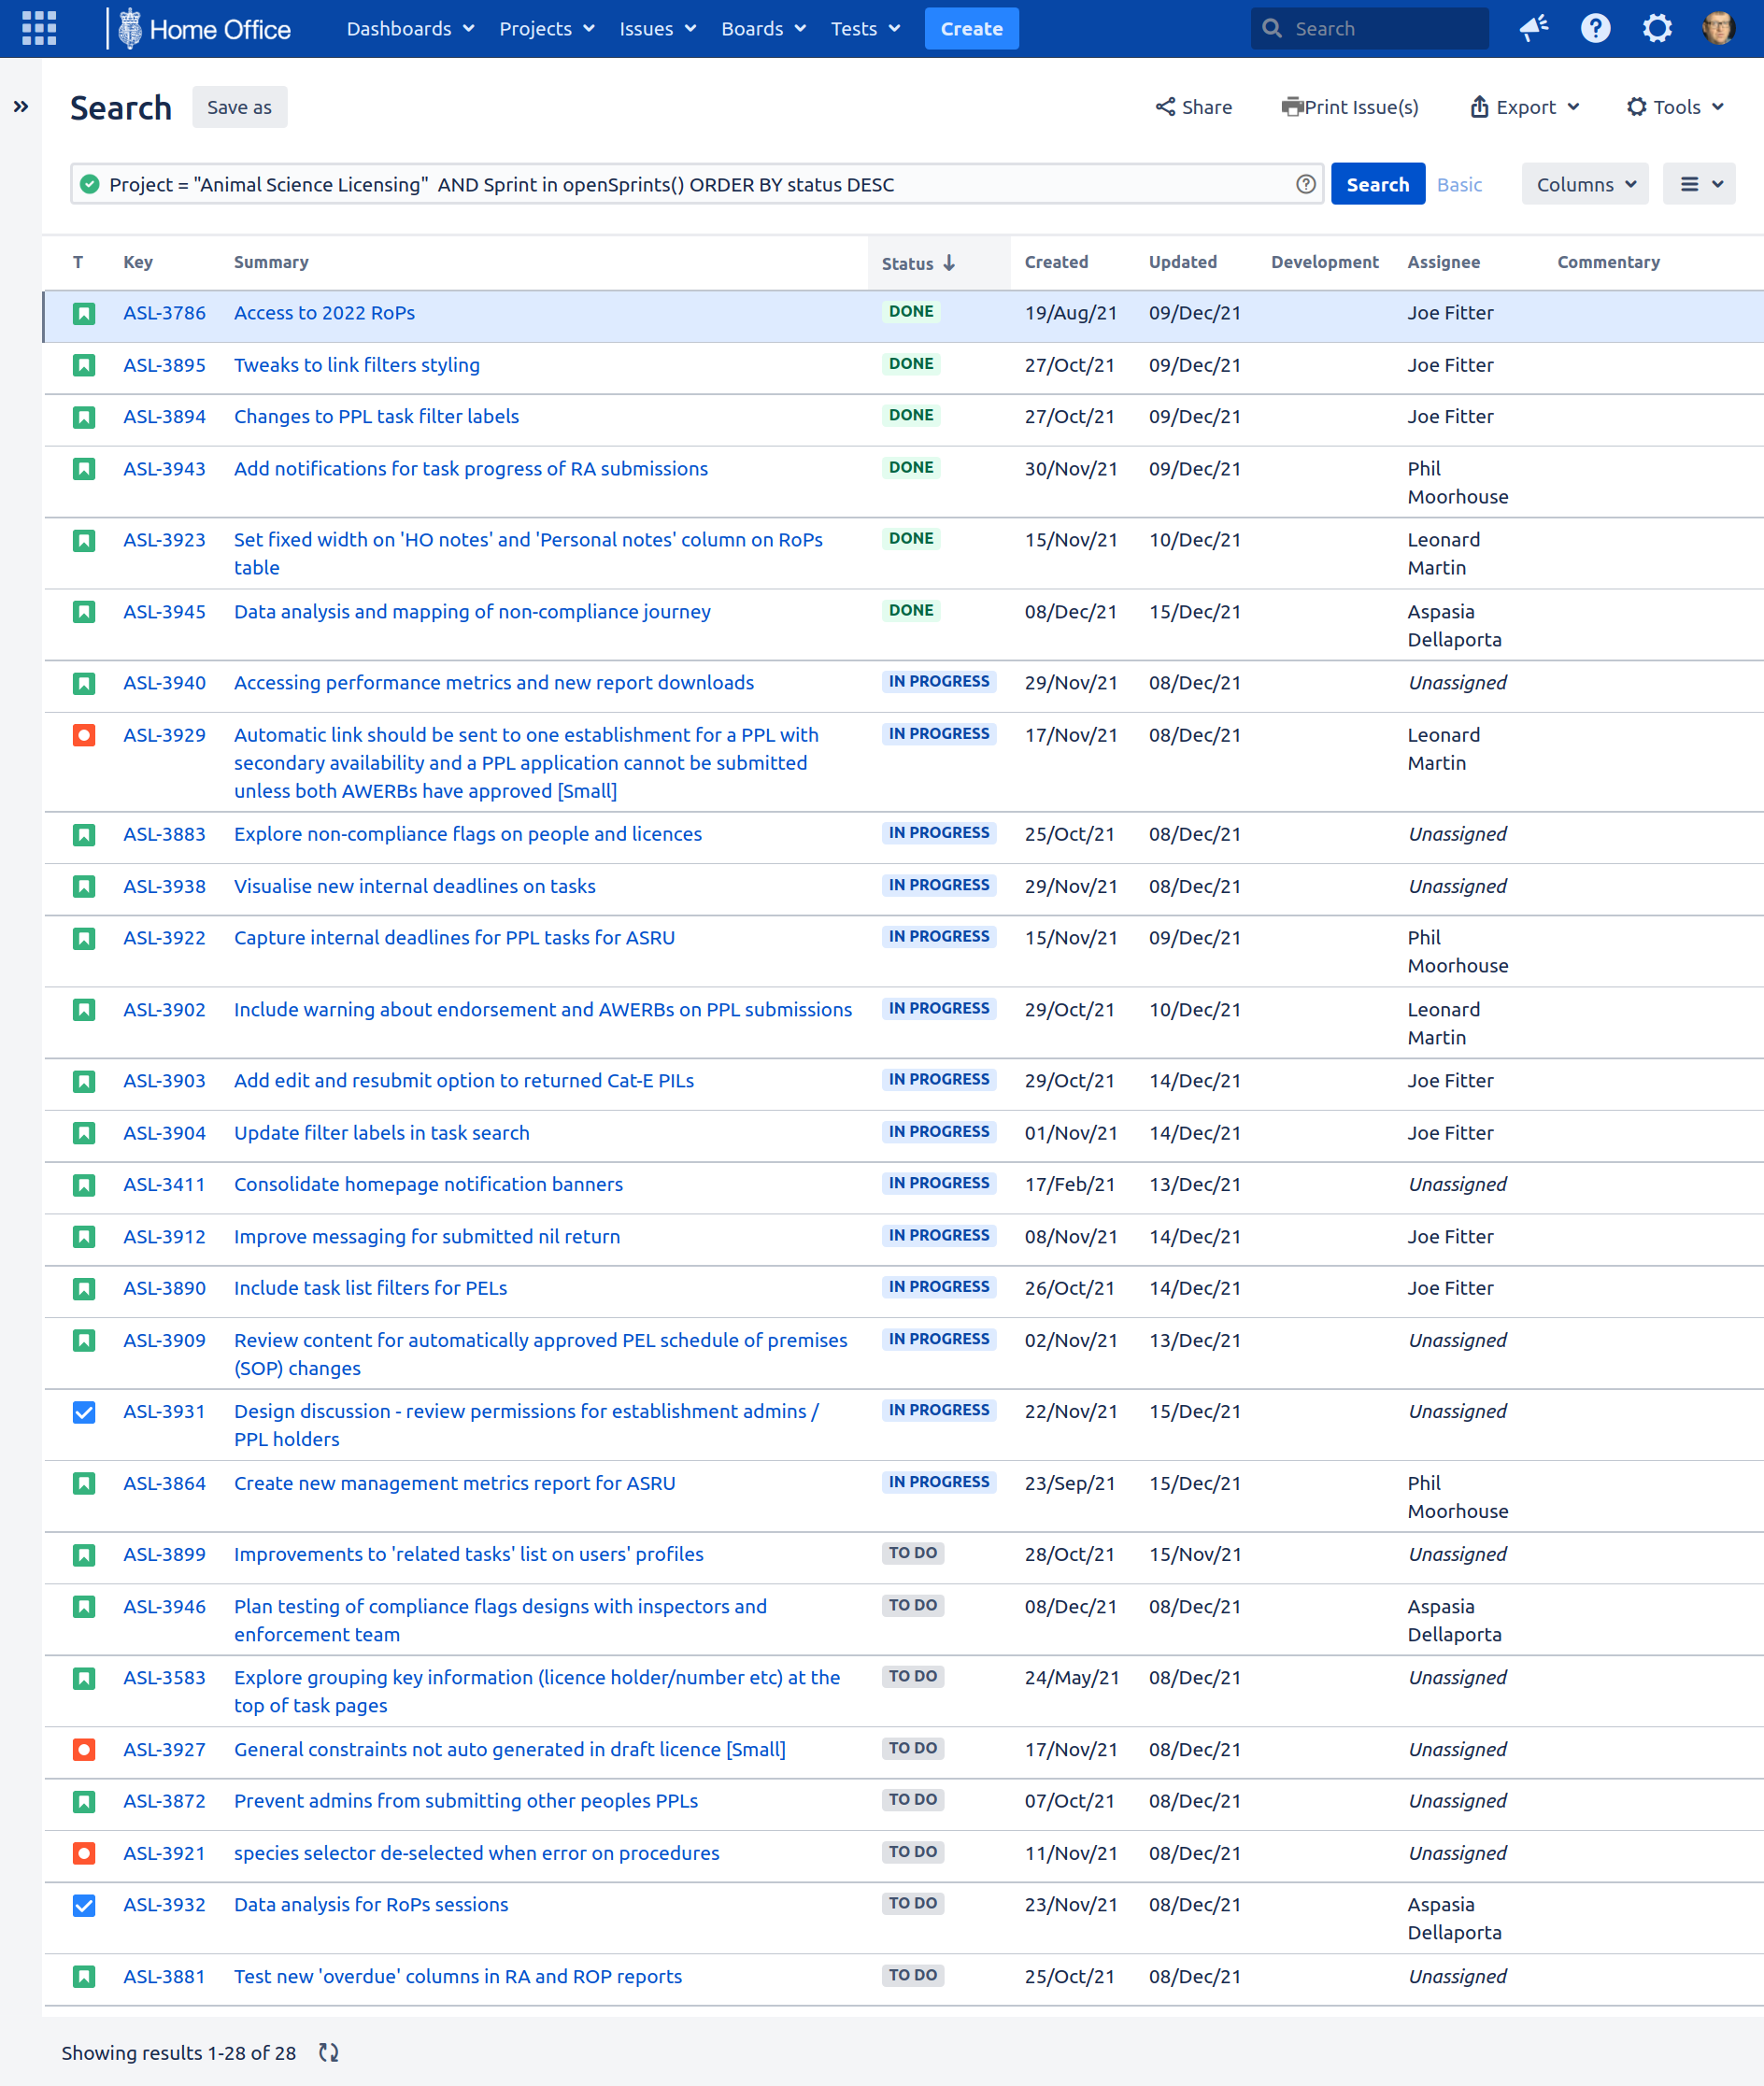 Home Office Dashboards Projects Issues Boards Tests Create Search
Search Save as Share Print Issue(s) Export Tools
Project = "Animal Science Licensing"  AND Sprint in openSprints() ORDER BY status DESC Search Basic Columns
T Key Summary Status Created Updated Development Assignee Commentary
ASL-3786 Access to 2022 RoPs DONE 19/Aug/21 09/Dec/21 Joe Fitter
ASL-3895 Tweaks to link filters styling DONE 27/Oct/21 09/Dec/21 Joe Fitter
ASL-3894 Changes to PPL task filter labels DONE 27/Oct/21 09/Dec/21 Joe Fitter
ASL-3943 Add notifications for task progress of RA submissions DONE 30/Nov/21 09/Dec/21 Phil
Moorhouse
ASL-3923 Set fixed width on 'HO notes' and 'Personal notes' column on RoPs DONE 15/Nov/21 10/Dec/21 Leonard
table Martin
ASL-3945 Data analysis and mapping of non-compliance journey DONE 08/Dec/21 15/Dec/21 Aspasia
Dellaporta
ASL-3940 Accessing performance metrics and new report downloads IN PROGRESS 29/Nov/21 08/Dec/21 Unassigned
ASL-3929 Automatic link should be sent to one establishment for a PPL with IN PROGRESS 17/Nov/21 08/Dec/21 Leonard
secondary availability and a PPL application cannot be submitted Martin
unless both AWERBs have approved [Small]
ASL-3883 Explore non-compliance flags on people and licences IN PROGRESS 25/Oct/21 08/Dec/21 Unassigned
ASL-3938 Visualise new internal deadlines on tasks IN PROGRESS 29/Nov/21 08/Dec/21 Unassigned
ASL-3922 Capture internal deadlines for PPL tasks for ASRU IN PROGRESS 15/Nov/21 09/Dec/21 Phil
Moorhouse
ASL-3902 Include warning about endorsement and AWERBs on PPL submissions IN PROGRESS 29/Oct/21 10/Dec/21 Leonard
Martin
ASL-3903 Add edit and resubmit option to returned Cat-E PILs IN PROGRESS 29/Oct/21 14/Dec/21 Joe Fitter
ASL-3904 Update filter labels in task search IN PROGRESS 01/Nov/21 14/Dec/21 Joe Fitter
ASL-3411 Consolidate homepage notification banners IN PROGRESS 17/Feb/21 13/Dec/21 Unassigned
ASL-3912 Improve messaging for submitted nil return IN PROGRESS 08/Nov/21 14/Dec/21 Joe Fitter
ASL-3890 Include task list filters for PELs IN PROGRESS 26/Oct/21 14/Dec/21 Joe Fitter
ASL-3909 Review content for automatically approved PEL schedule of premises IN PROGRESS 02/Nov/21 13/Dec/21 Unassigned
(SOP) changes
ASL-3931 Design discussion - review permissions for establishment admins / IN PROGRESS 22/Nov/21 15/Dec/21 Unassigned
PPL holders
ASL-3864 Create new management metrics report for ASRU IN PROGRESS 23/Sep/21 15/Dec/21 Phil
Moorhouse
ASL-3899 Improvements to 'related tasks' list on users' profiles TO DO 28/Oct/21 15/Nov/21 Unassigned
ASL-3946 Plan testing of compliance flags designs with inspectors and TO DO 08/Dec/21 08/Dec/21 Aspasia
enforcement team Dellaporta
ASL-3583 Explore grouping key information (licence holder/number etc) at the TO DO 24/May/21 08/Dec/21 Unassigned
top of task pages
ASL-3927 General constraints not auto generated in draft licence [Small] TO DO 17/Nov/21 08/Dec/21 Unassigned
ASL-3872 Prevent admins from submitting other peoples PPLs TO DO 07/Oct/21 08/Dec/21 Unassigned
ASL-3921 species selector de-selected when error on procedures TO DO 11/Nov/21 08/Dec/21 Unassigned
ASL-3932 Data analysis for RoPs sessions TO DO 23/Nov/21 08/Dec/21 Aspasia
Dellaporta
ASL-3881 Test new 'overdue' columns in RA and ROP reports TO DO 25/Oct/21 08/Dec/21 Unassigned
Showing results 1-28 of 28